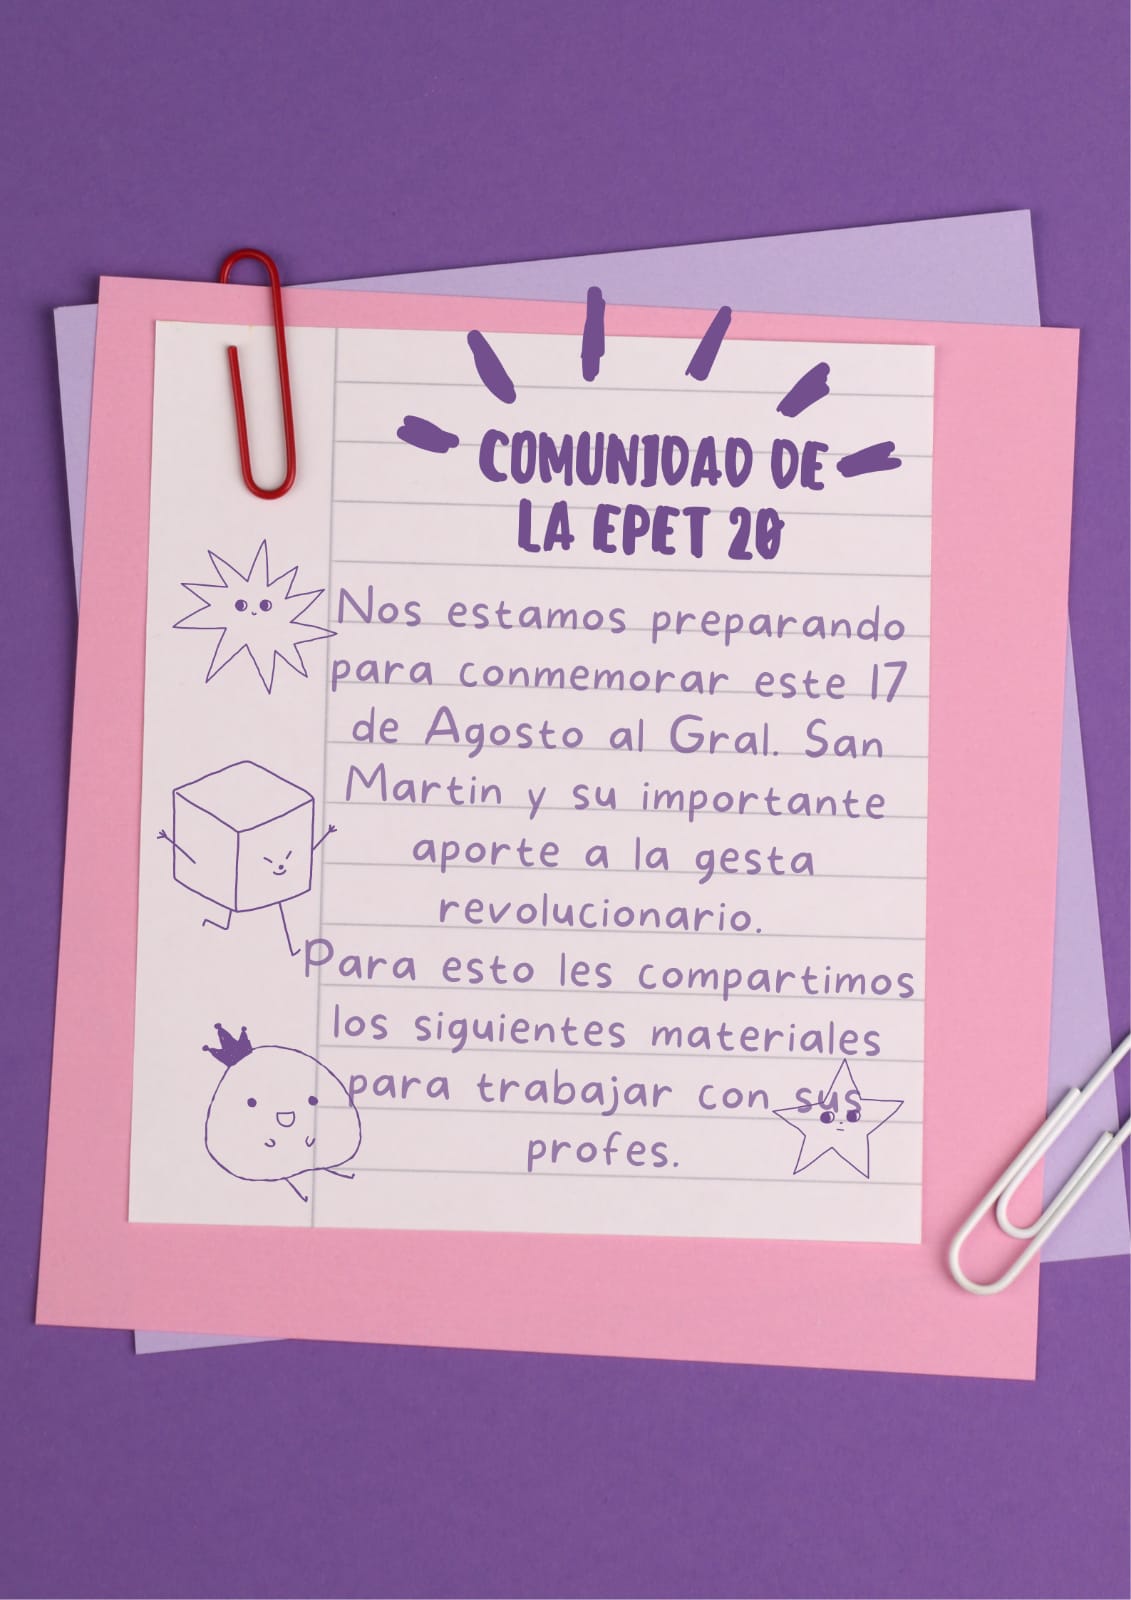 COMUNIDAD DE
LA EPET 20
Nos estamos preparando
para conmemorar este 17
de Agosto al Gral. San
Martin y su importante
aporte a la gesta
revolucionario.
Para esto les compartimos
los siguientes materiales
para trabajar con sus
profes.